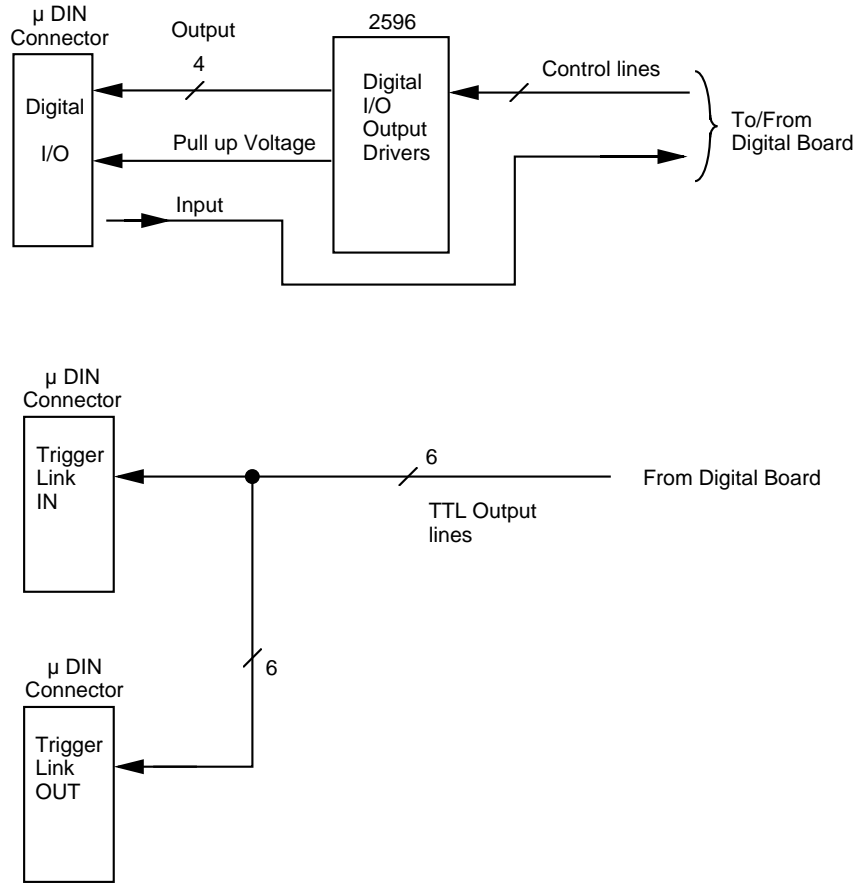 µ DIN
Connector
Digital
I/O
Output
4
Pull up Voltage
Input
2596
Digital
I/O
Output
Drivers
Control lines
To/From
Digital Board
µ DIN
Connector
Trigger
Link
IN
6
TTL Output
lines
From Digital Board
6
µ DIN
Connector
Trigger
Link
OUT